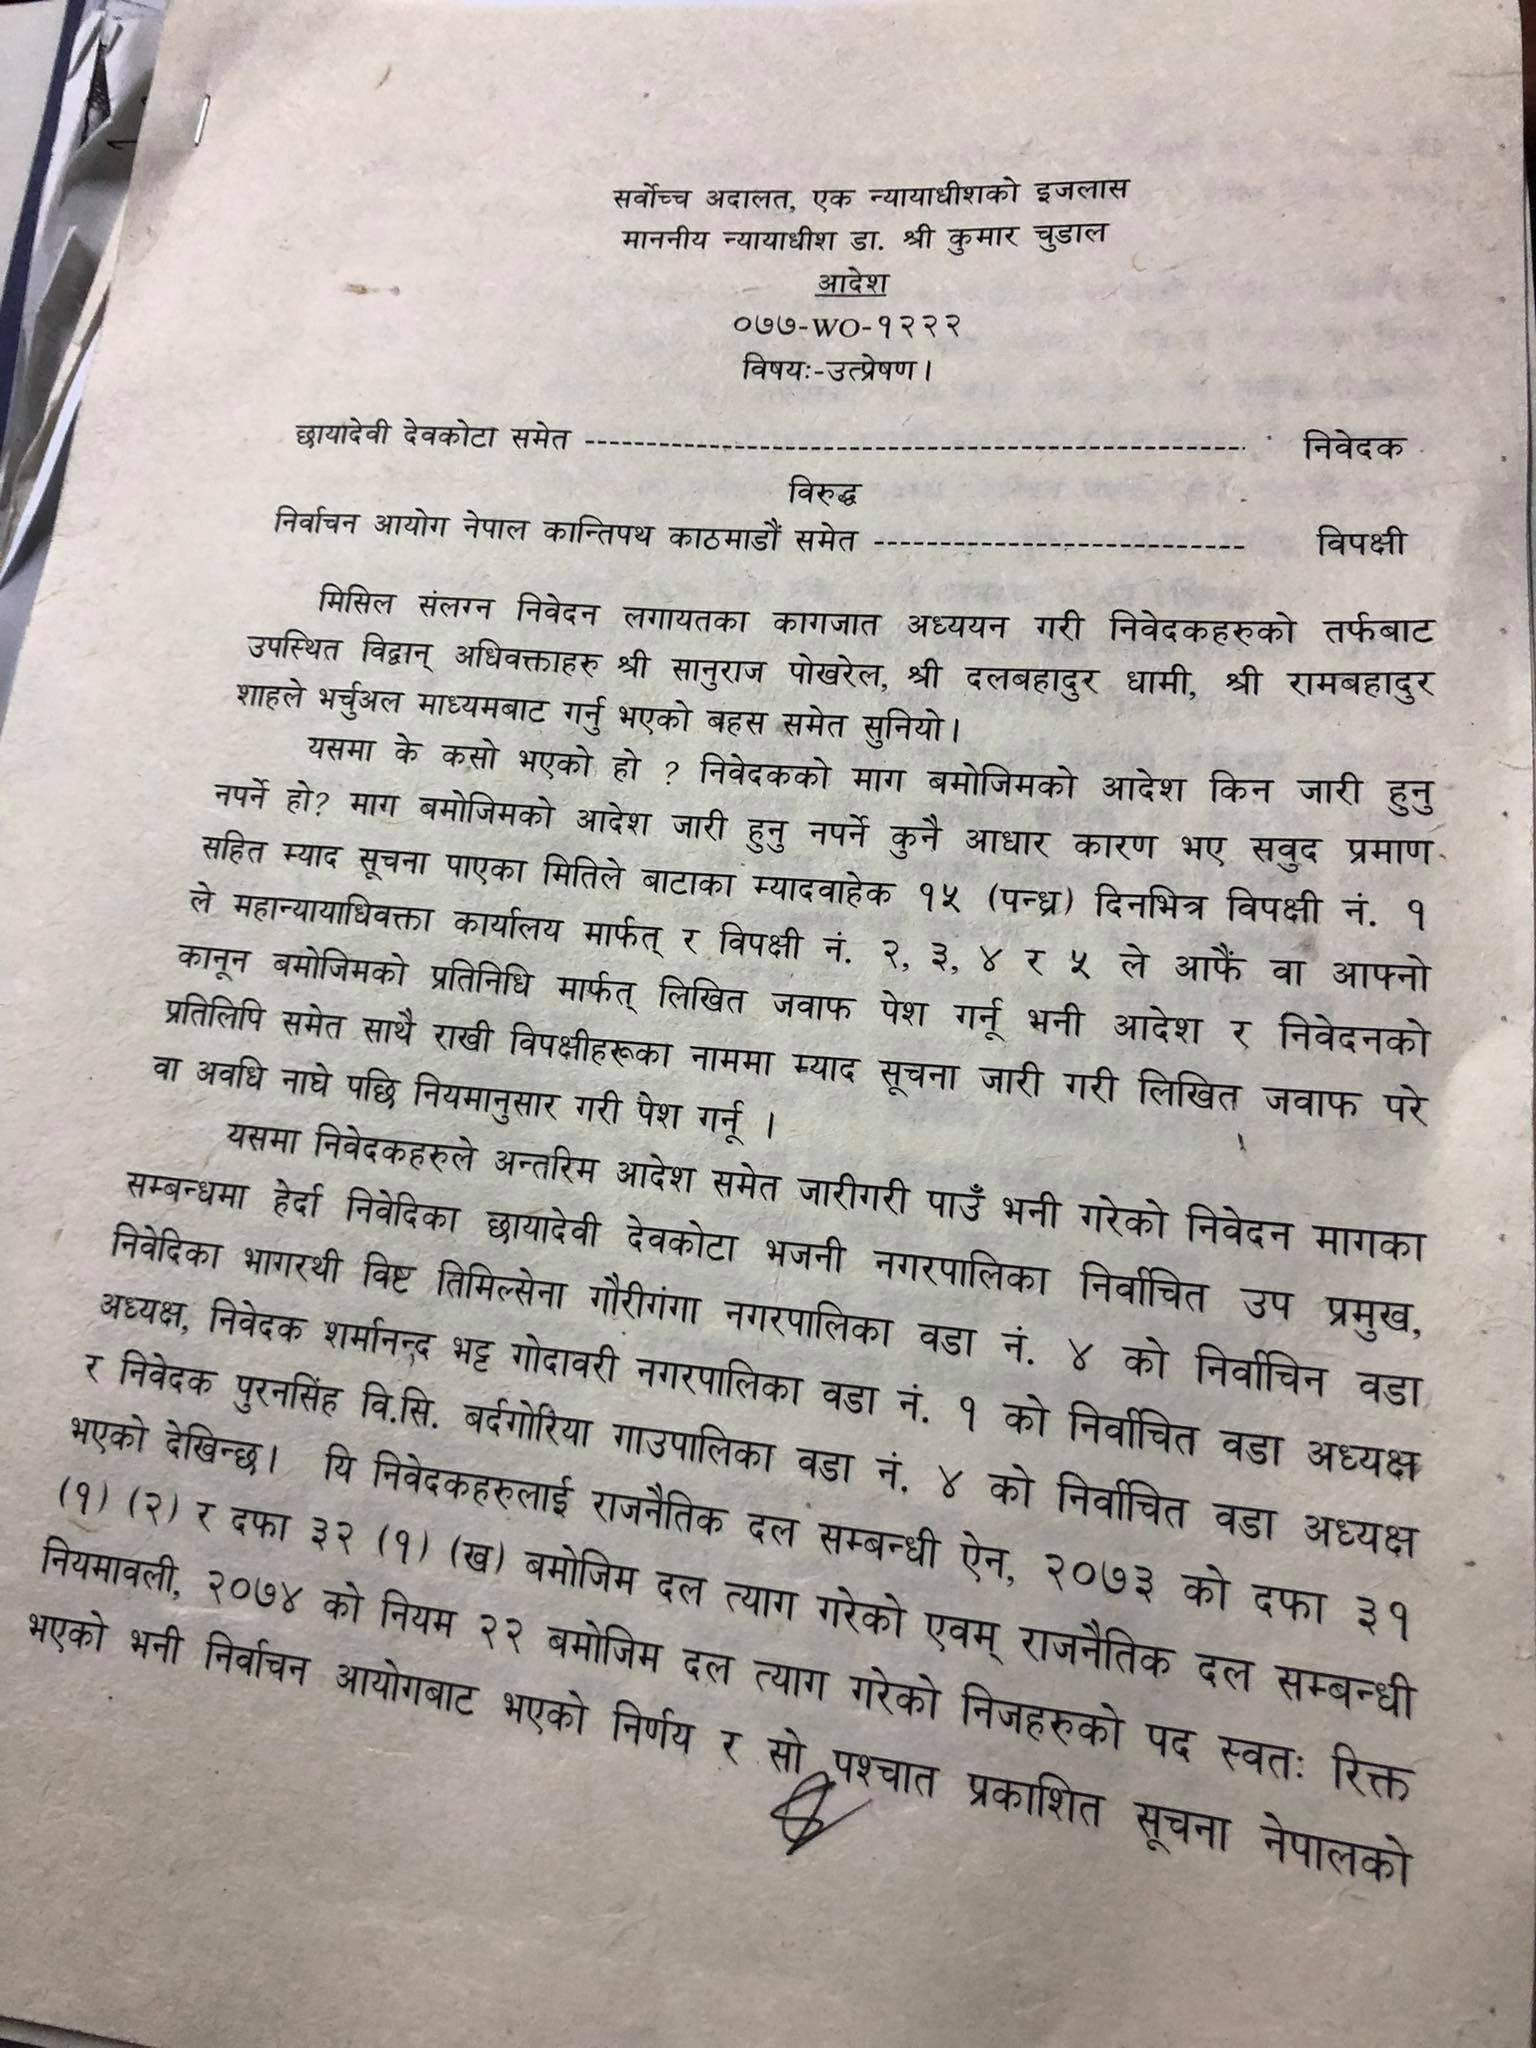 सर्वोच्च अदालत, एक न्यायाधीशको इजलास
माननीय न्यायाधीश डा. श्री कुमार चुडाल
आदेश
०७७-WO-१२२२
विषयः-उत्प्रेषण।
छायादेवी देवकोटा समेत ---------------------------------------------------- निवेदक
विरुद्ध
निर्वाचन आयोग नेपाल कान्तिपथ काठमाडौं समेत ---------------------------- विपक्षी
मिसिल संलग्न निवेदन लगायतका कागजात अध्ययन गरी निवेदकहरुको तर्फबाट
उपस्थित विद्वान् अधिवक्ताहरु श्री सानुराज पोखरेल, श्री दलबहादुर धामी, श्री रामबहादुर
शाहले भर्चुअल माध्यमबाट गर्नु भएको बहस समेत सुनियो।
यसमा के कसो भएको हो ? निवेदकको माग बमोजिमको आदेश किन जारी हुनु
नपर्ने हो? माग बमोजिमको आदेश जारी हुनु नपर्ने कुनै आधार कारण भए सवुद प्रमाण
सहित म्याद सूचना पाएका मितिले बाटाका म्यादवाहेक १५ (पन्ध्र) दिनभित्र विपक्षी नं. १
ले महान्यायाधिवक्ता कार्यालय मार्फत् र विपक्षी नं. २, ३, ४ र ५ ले आफैं वा आफ्नो
कानून बमोजिमको प्रतिनिधि मार्फत् लिखित जवाफ पेश गर्नू भनी आदेश र निवेदनको
प्रतिलिपि समेत साथै राखी विपक्षीहरूका नाममा म्याद सूचना जारी गरी लिखित जवाफ परे
वा अवधि नाघे पछि नियमानुसार गरी पेश गर्नू ।
यसमा निवेदकहरुले अन्तरिम आदेश समेत जारीगरी पाउँ भनी गरेको निवेदन मागका
सम्बन्धमा हेर्दा निवेदिका छायादेवी देवकोटा भजनी नगरपालिका निर्वाचित उप प्रमुख,
निवेदिका भागरथी विष्ट तिमिल्सेना गौरीगंगा नगरपालिका वडा नं. ४ को निर्वाचिन वडा
अध्यक्ष, निवेदक शर्मानन्द भट्ट गोदावरी नगरपालिका वडा नं. १ को निर्वाचित वडा अध्यक्ष
र निवेदक पुरनसिंह वि.सि. बर्दगोरिया गाउपालिका वडा नं. ४ को निर्वाचित वडा अध्यक्ष
भएको देखिन्छ। यि निवेदकहरुलाई राजनैतिक दल सम्बन्धी ऐन, २०७३ को दफा ३१
(१) (२) र दफा ३२ (१) (ख) बमोजिम दल त्याग गरेको एवम् राजनैतिक दल सम्बन्धी
नियमावली, २०७४ को नियम २२ बमोजिम दल त्याग गरेको निजहरुको पद स्वतः रिक्त
भएको भनी निर्वाचन आयोगबाट भएको निर्णय र सो पश्चात प्रकाशित सूचना नेपालको